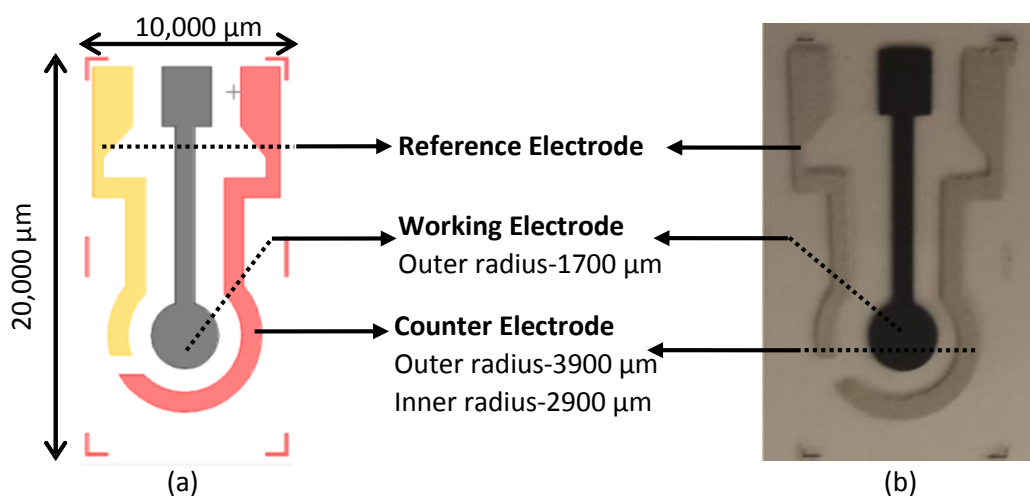 10,000 µm
20,000 µm
Reference Electrode
Working Electrode
Outer radius-1700 µm
Counter Electrode
Outer radius-3900 µm
Inner radius-2900 µm
(a)
(b)